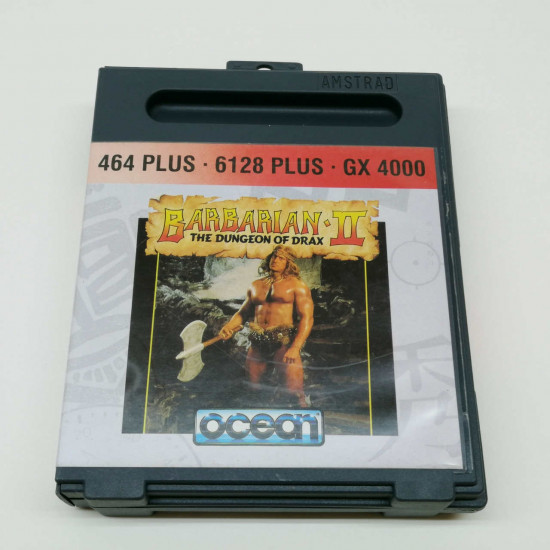 AMSTRAD
464 PLUS · 6128 PLUS · GX 4000
BARBARIAN · II
THE DUNGEON OF DRAX
ocean